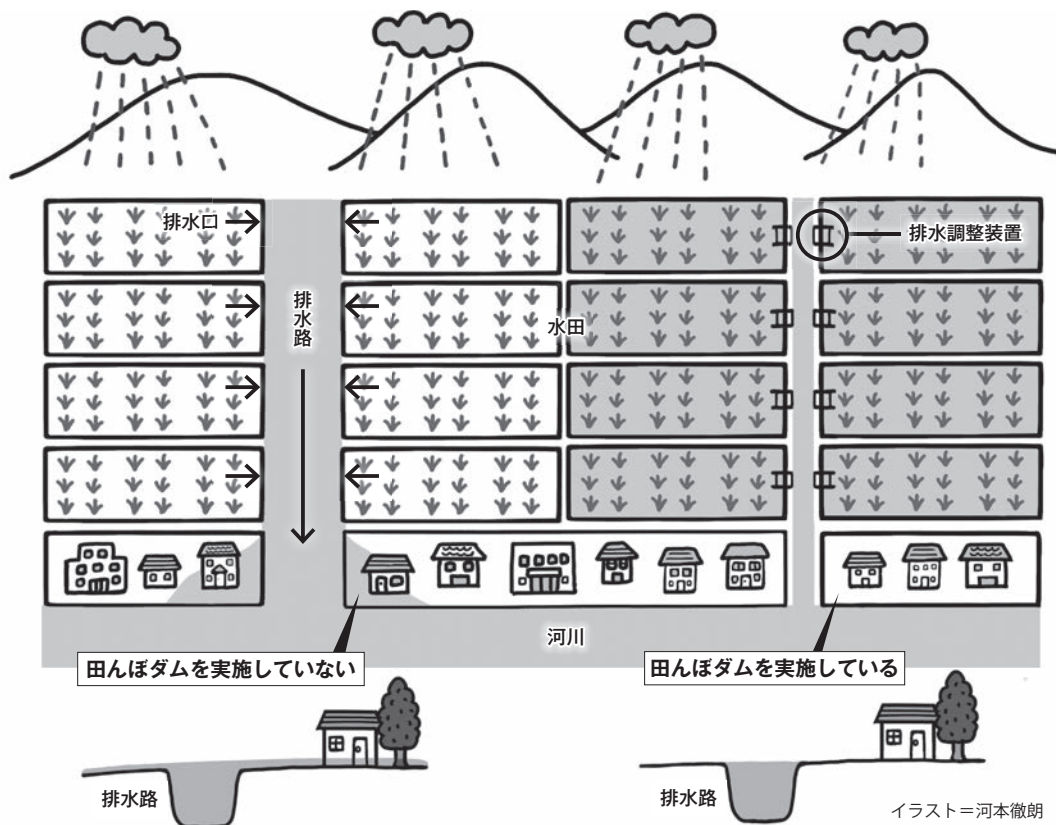 排水口
排水調整装置
排水路
水田
河川
田んぼダムを実施していない
田んぼダムを実施している
排水路
排水路
イラスト＝河本徹朗